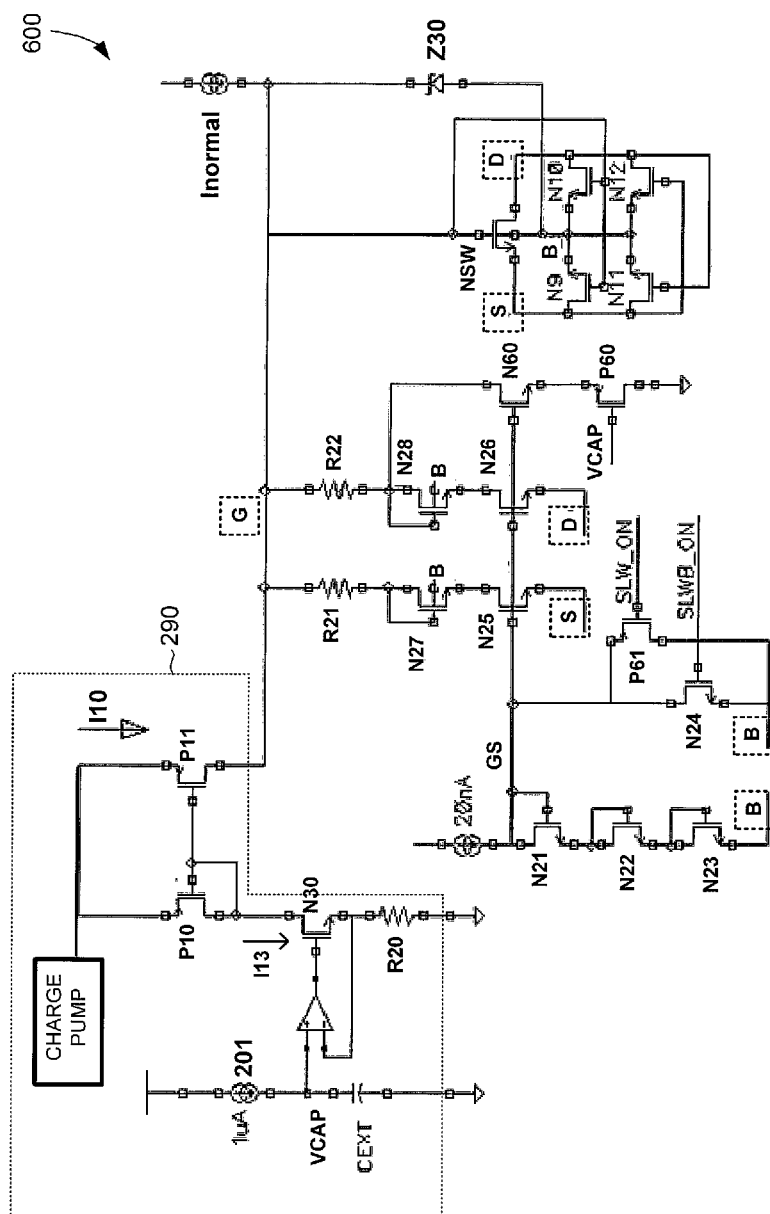 600
290
CHARGE
PUMP
I10
P10
P11
I13
N30
201
1uA
VCAP
CEXT
R20
Inormal
Z30
G
R21
R22
N27
B
N28
B
N25
N26
S
D
N60
P60
VCAP
NSW
S
D
B
N9
N10
N11
N12
GS
20nA
N21
N22
N23
B
N24
B
P61
SLW_ON
SLWB_ON